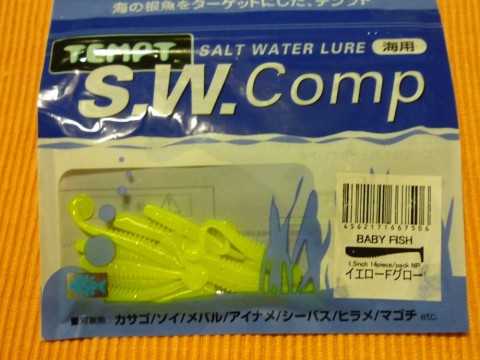 海の根魚をターゲットにした、テンプト
TEMPT
SALT WATER LURE 海用
S.W.Comp
4562171667504
BABY FISH
1.5inch 14piece/pack NP
イエローFグロー
■対象魚：カサゴ/ソイ/メバル/アイナメ/シーバス/ヒラメ/マゴチ etc.